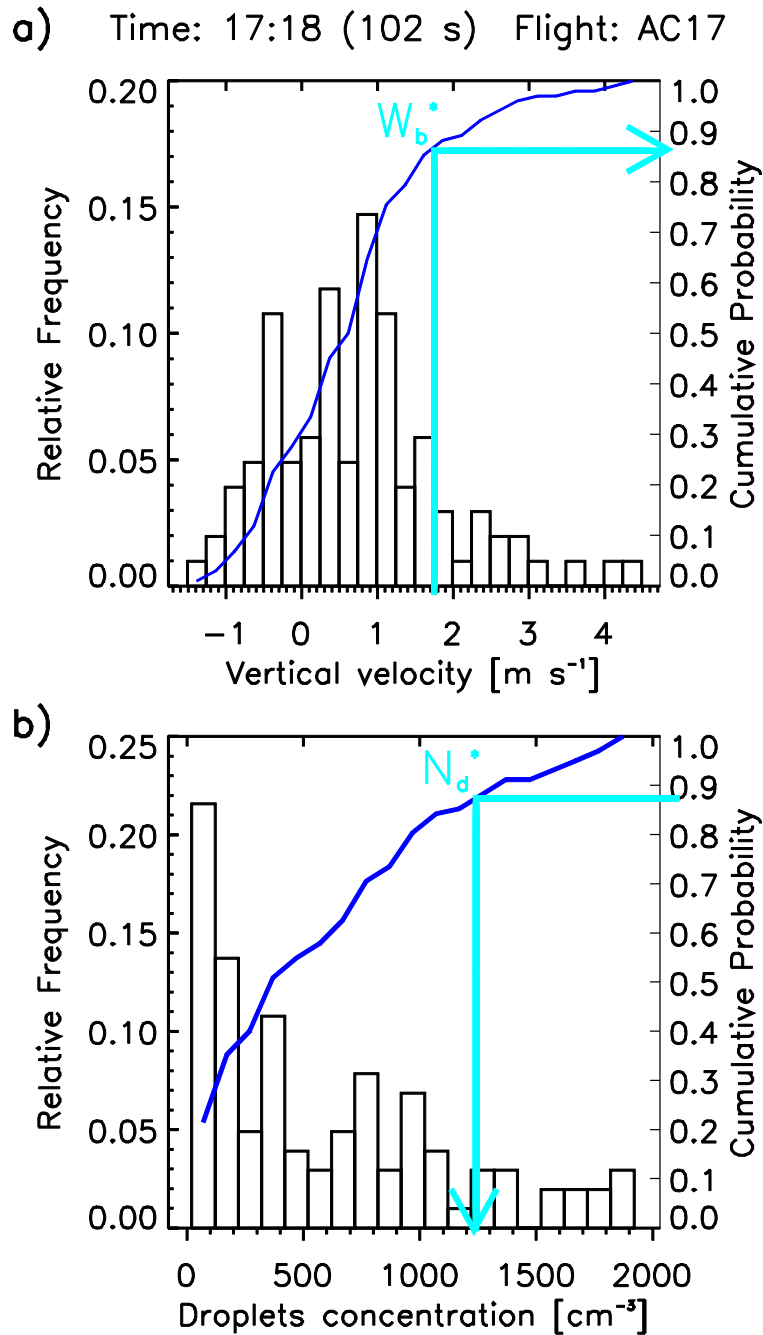 a) Time: 17:18 (102 s) Flight: AC17
0.20
0.15
0.10
0.05
0.00
Relative Frequency
W_b*
1.0
0.9
0.8
0.7
0.6
0.5
0.4
0.3
0.2
0.1
0.0
Cumulative Probability
−1 0 1 2 3 4
Vertical velocity [m s⁻¹]
b)
0.25
0.20
0.15
0.10
0.05
0.00
Relative Frequency
N_d*
1.0
0.9
0.8
0.7
0.6
0.5
0.4
0.3
0.2
0.1
0.0
Cumulative Probability
0 500 1000 1500 2000
Droplets concentration [cm⁻³]